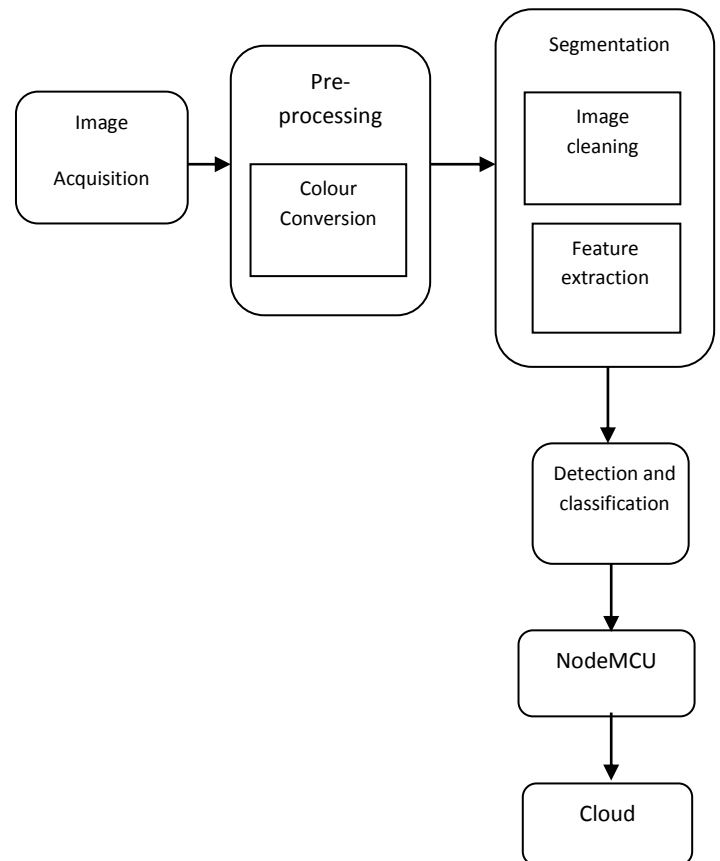 Image
Acquisition
Pre-
processing
Colour
Conversion
Segmentation
Image
cleaning
Feature
extraction
Detection and
classification
NodeMCU
Cloud